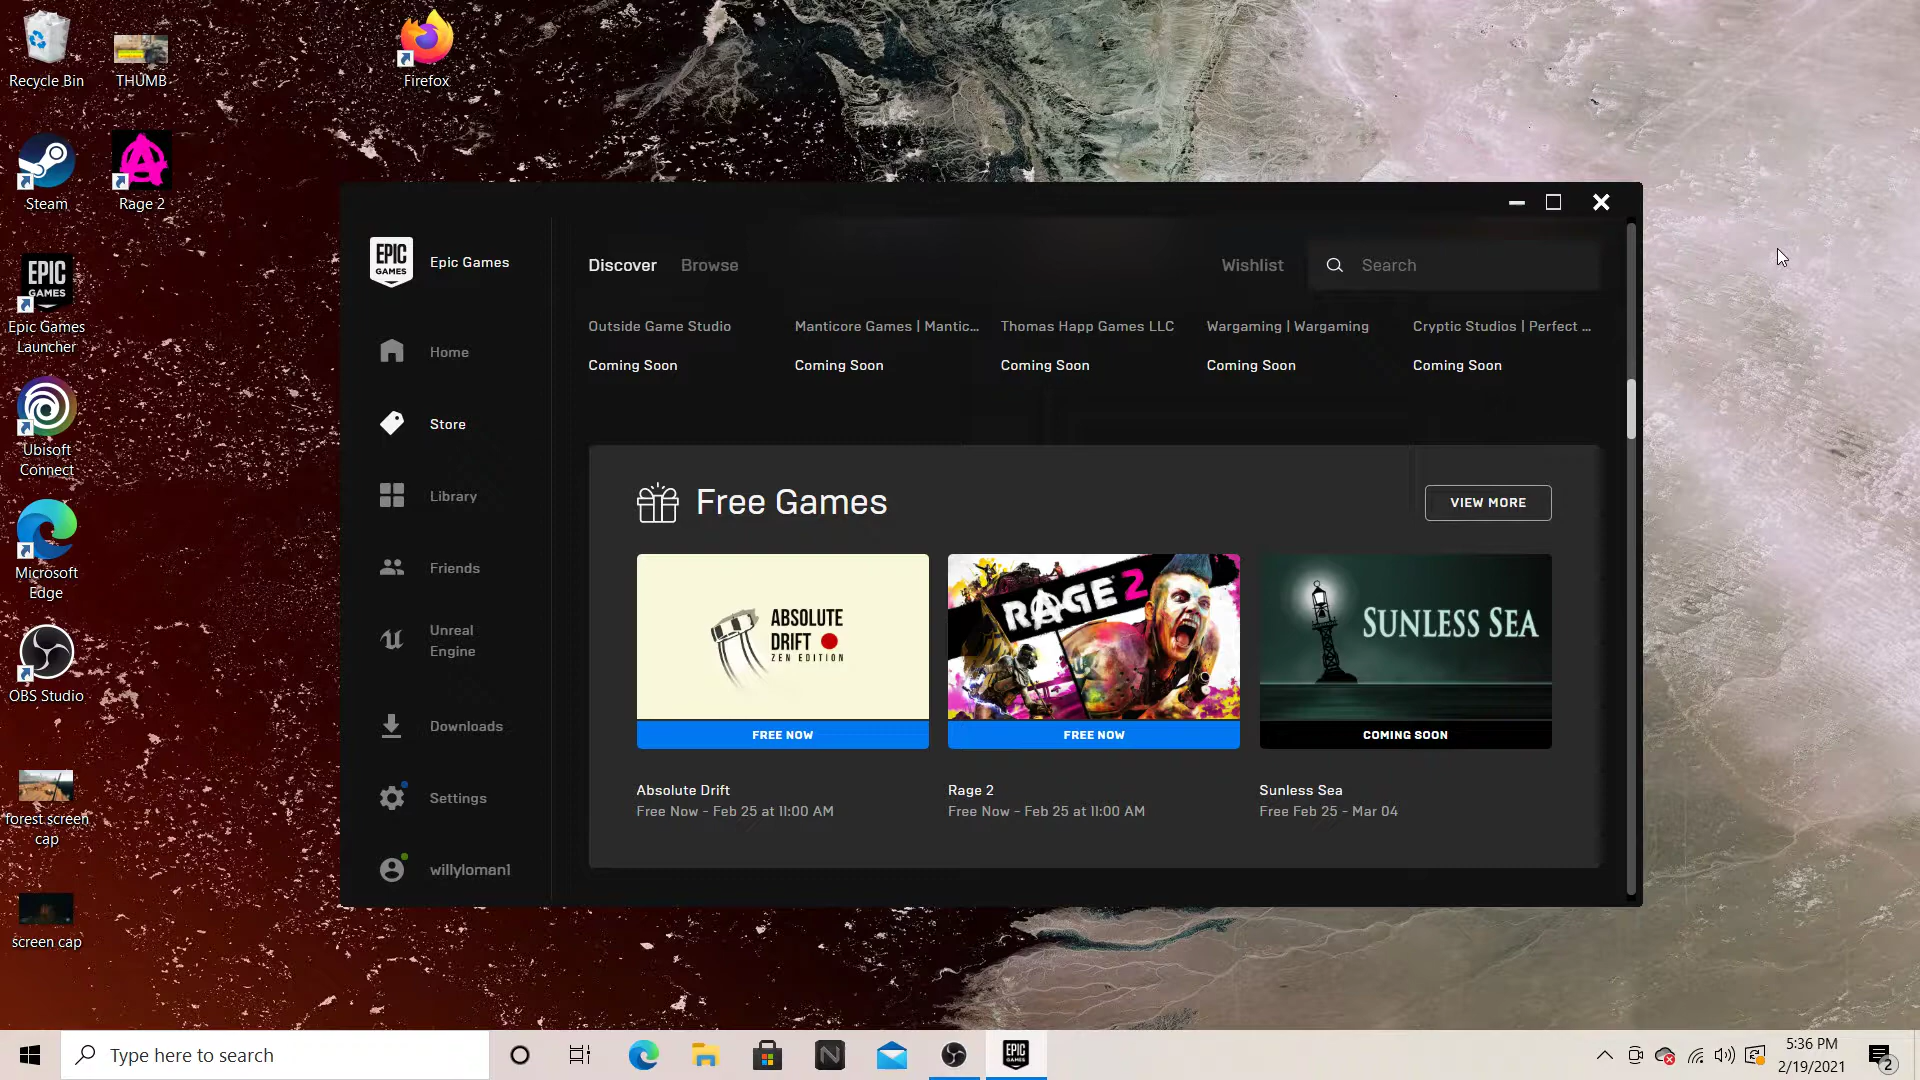 Recycle Bin
THUMB
Firefox
Steam
Rage 2
EPIC
GAMES
Epic Games
Launcher
Ubisoft
Connect
Microsoft
Edge
OBS Studio
forest screen
cap
screen cap
EPIC
GAMES
Epic Games
Home
Store
Library
Friends
Unreal
Engine
Downloads
Settings
willyloman1
Discover
Browse
Wishlist
Search
Outside Game Studio
Manticore Games | Mantic...
Thomas Happ Games LLC
Wargaming | Wargaming
Cryptic Studios | Perfect ...
Coming Soon
Coming Soon
Coming Soon
Coming Soon
Coming Soon
Free Games
VIEW MORE
ABSOLUTE
DRIFT
ZEN EDITION
RAGE 2
SUNLESS SEA
FREE NOW
FREE NOW
COMING SOON
Absolute Drift
Free Now - Feb 25 at 11:00 AM
Rage 2
Free Now - Feb 25 at 11:00 AM
Sunless Sea
Free Feb 25 - Mar 04
Type here to search
N
EPIC
GAMES
5:36 PM
2/19/2021
2